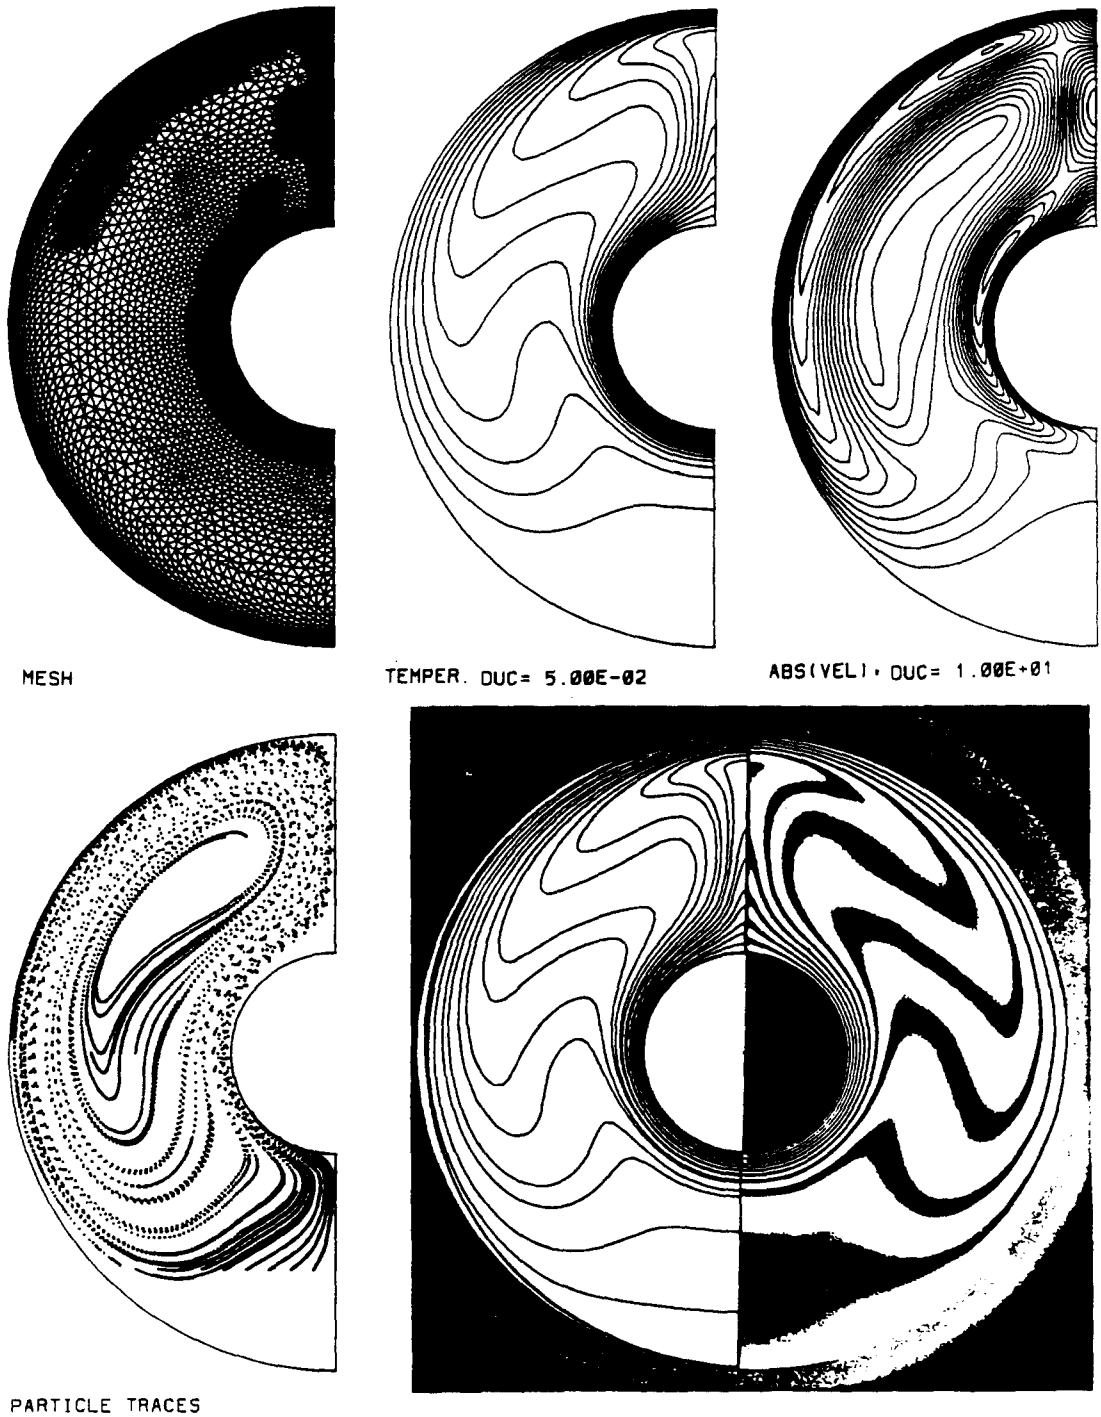 MESH
TEMPER. DUC= 5.00E-02
ABS(VEL), DUC= 1.00E+01
PARTICLE TRACES